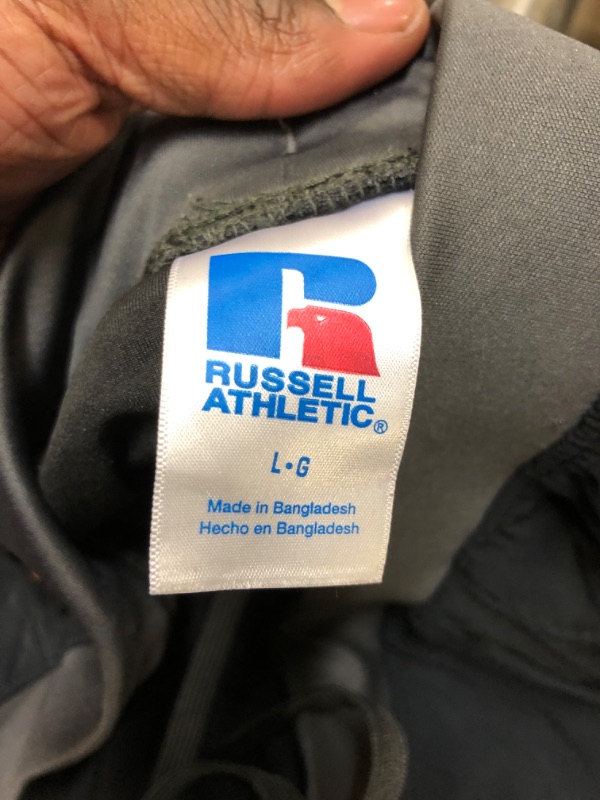 RUSSELL
ATHLETIC®
L•G
Made in Bangladesh
Hecho en Bangladesh